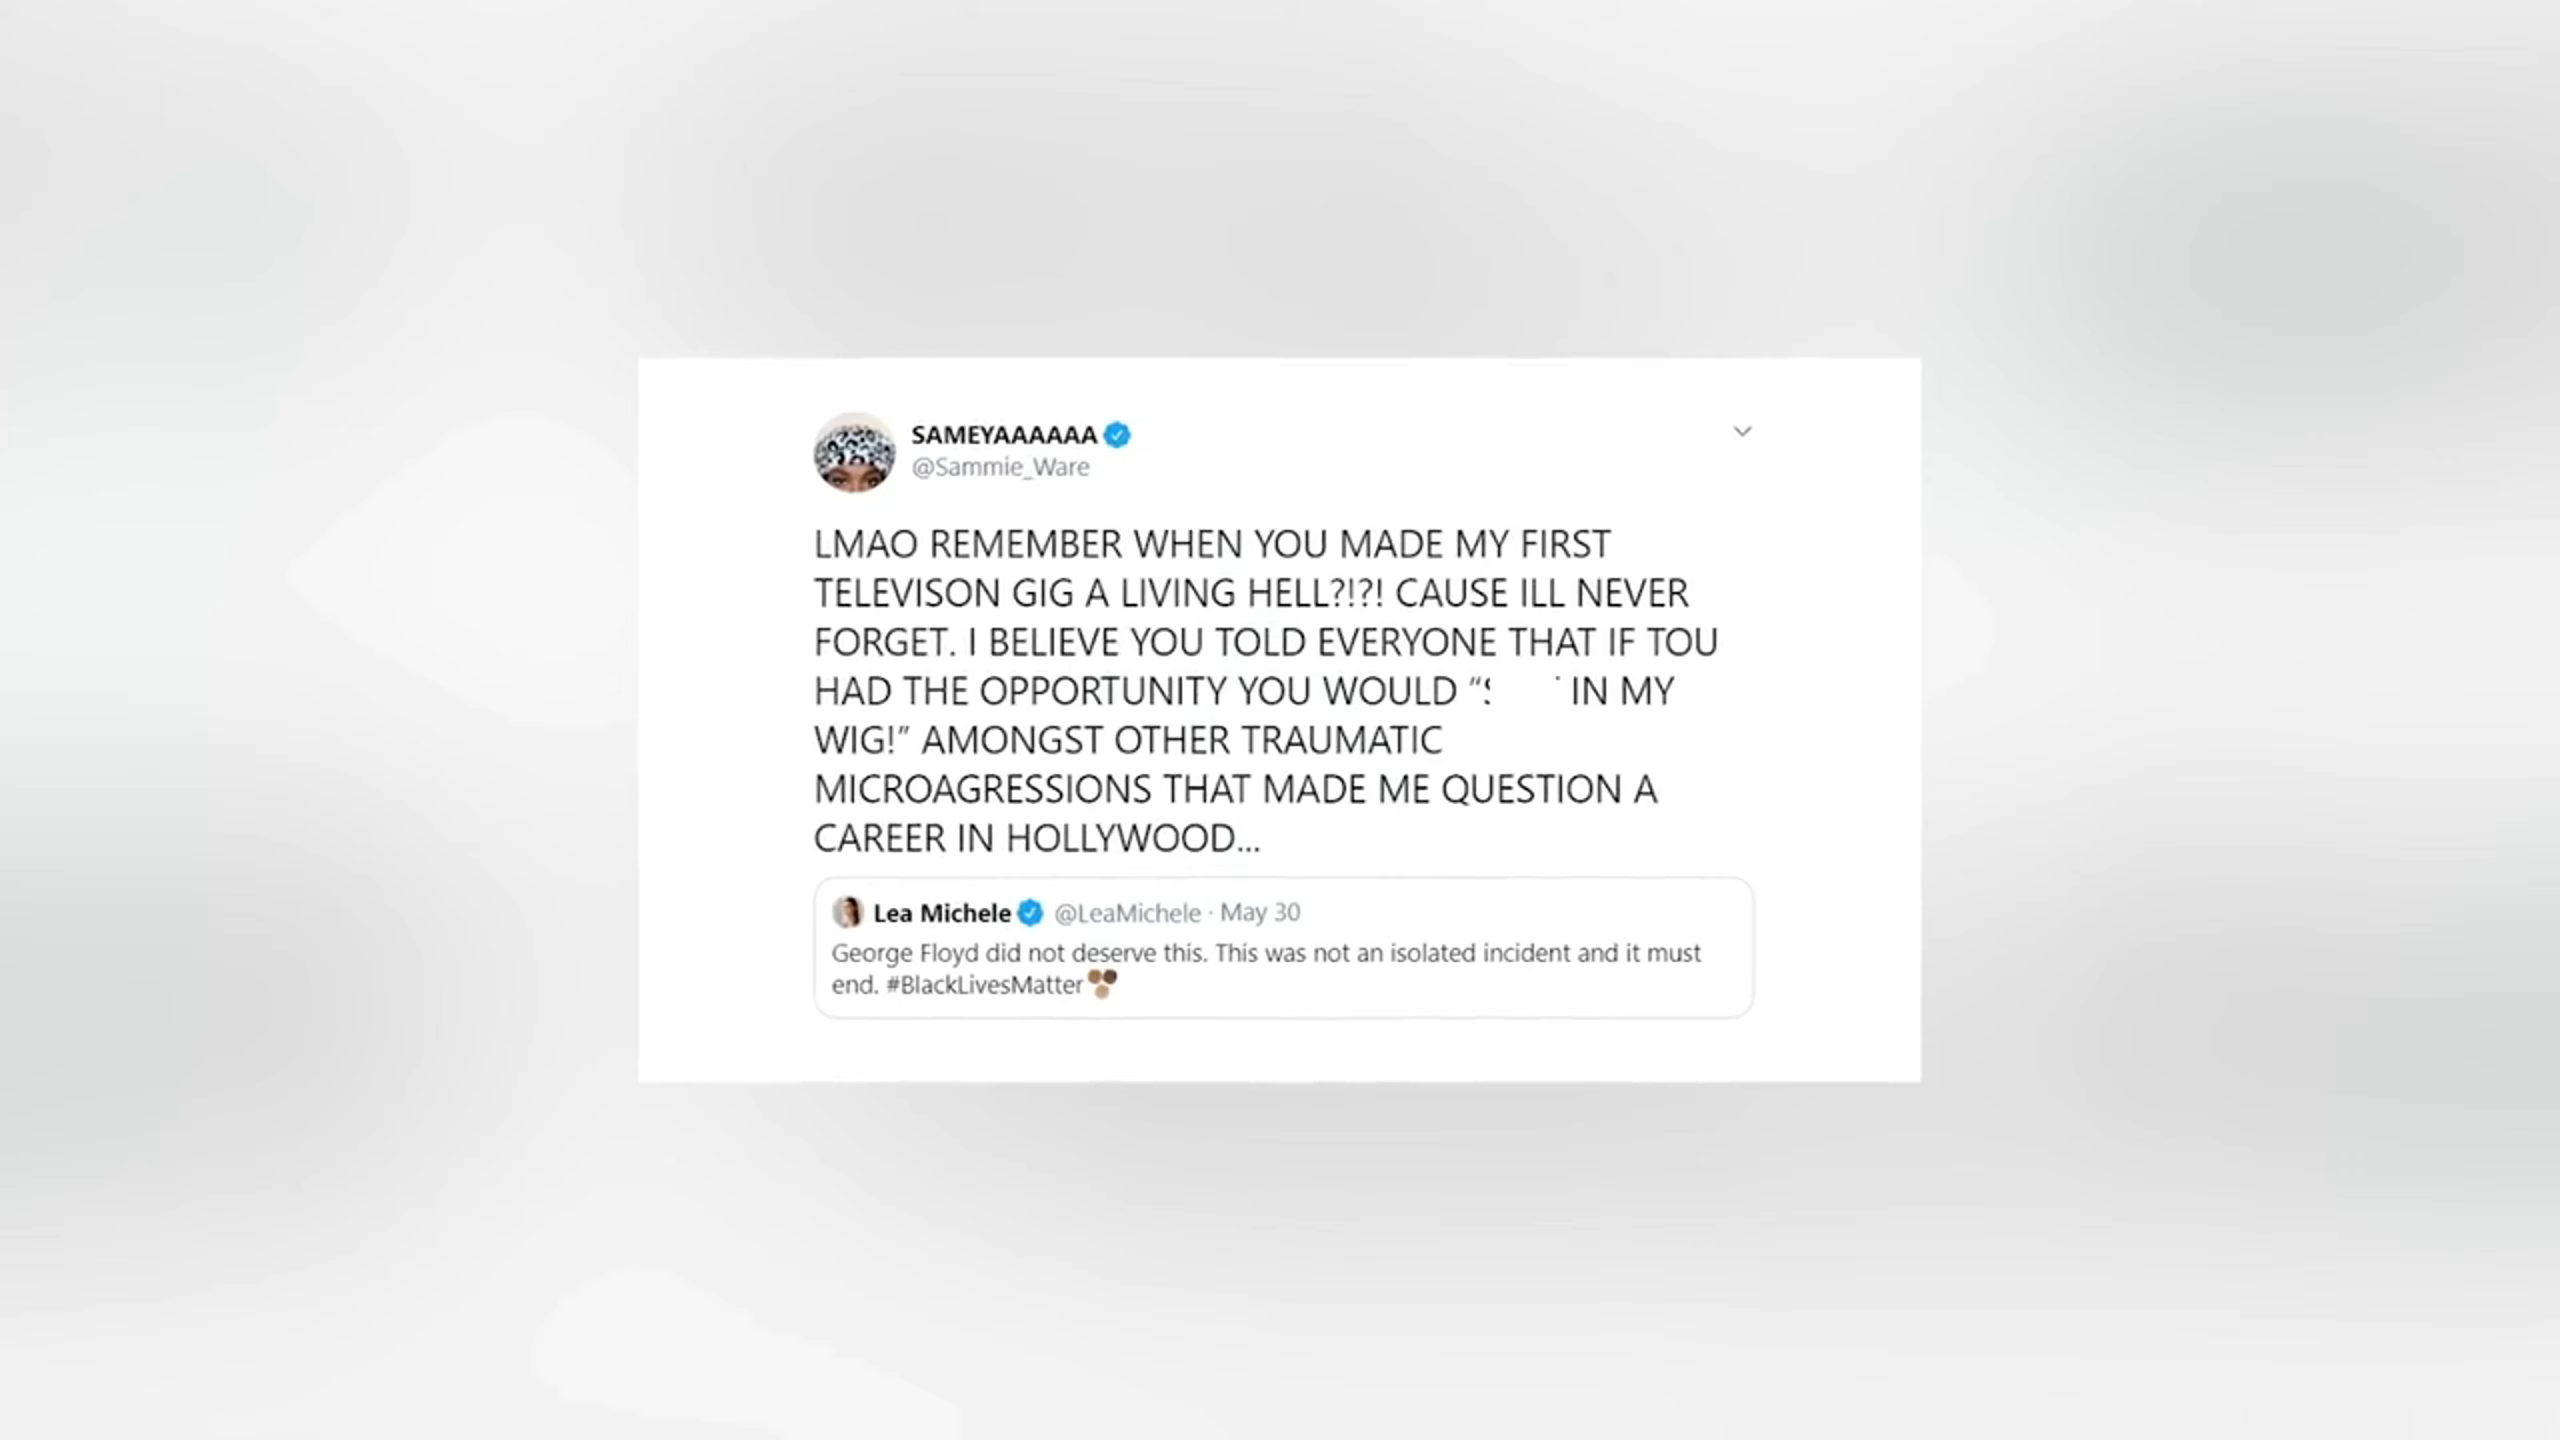 SAMEYAAAAAA
@Sammie_Ware
LMAO REMEMBER WHEN YOU MADE MY FIRST
TELEVISON GIG A LIVING HELL?!?! CAUSE ILL NEVER
FORGET. I BELIEVE YOU TOLD EVERYONE THAT IF TOU
HAD THE OPPORTUNITY YOU WOULD “ IN MY
WIG!” AMONGST OTHER TRAUMATIC
MICROAGRESSIONS THAT MADE ME QUESTION A
CAREER IN HOLLYWOOD...
Lea Michele @LeaMichele · May 30
George Floyd did not deserve this. This was not an isolated incident and it must
end. #BlackLivesMatter